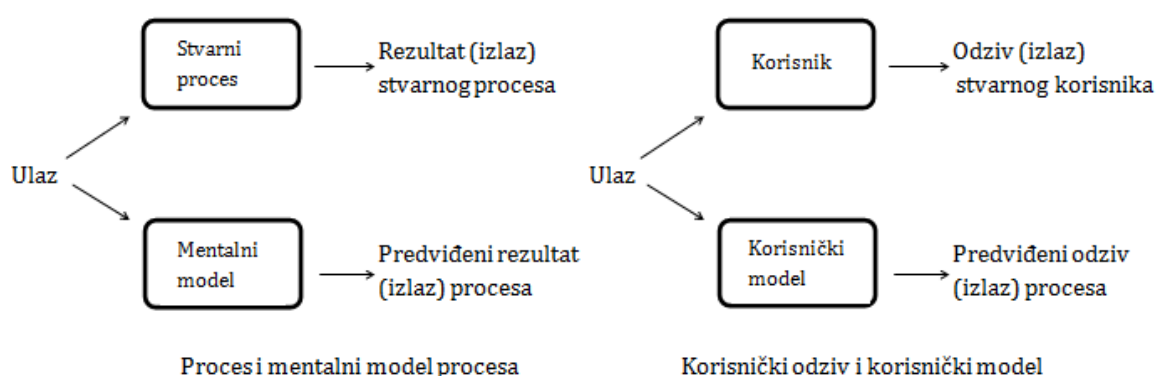 Stvarni
proces
Rezultat (izlaz)
stvarnog procesa
Ulaz
Mentalni
model
Predviđeni rezultat
(izlaz) procesa
Proces i mentalni model procesa
Korisnik
Odziv (izlaz)
stvarnog korisnika
Ulaz
Korisnički
model
Predviđeni odziv
(izlaz) procesa
Korisnički odziv i korisnički model